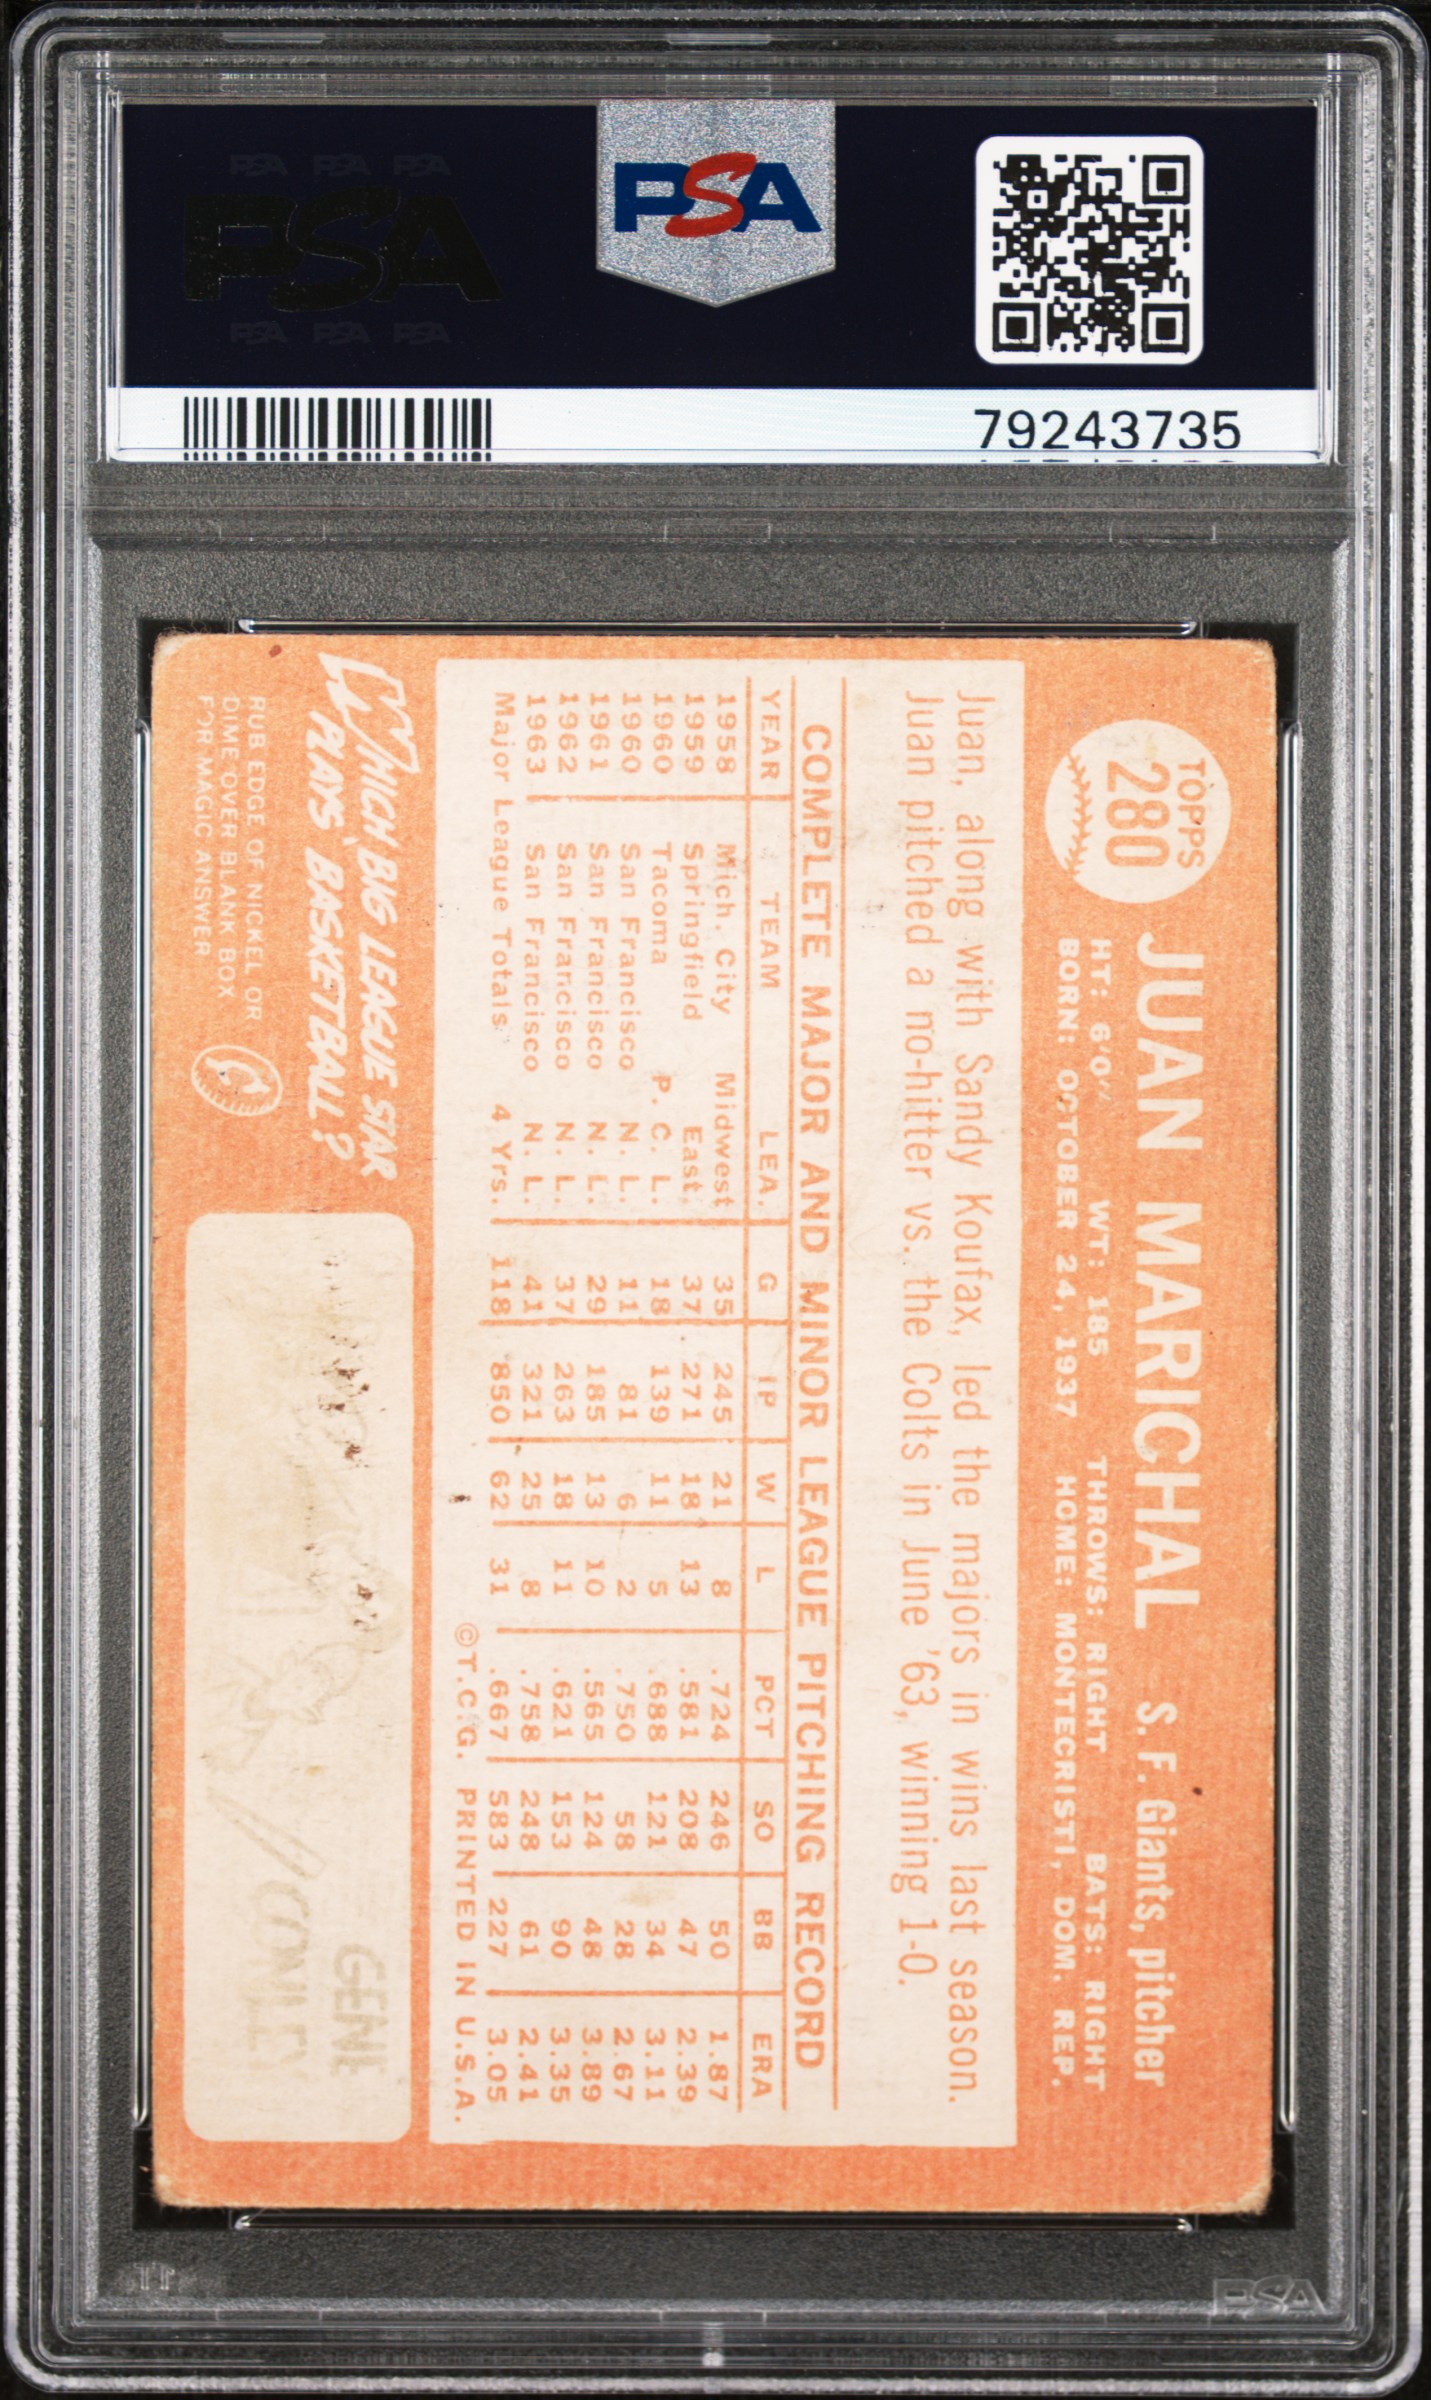 PSA PSA PSA
PSA
PSA PSA PSA
PSA
79243735
TOPPS
280
JUAN MARICHAL S. F. Giants, pitcher
HT: 6'0" WT: 185 THROWS: RIGHT BATS: RIGHT
BORN: OCTOBER 24, 1937 HOME: MONTECRISTI, DOM. REP.
Juan, along with Sandy Koufax, led the majors in wins last season.
Juan pitched a no-hitter vs. the Colts in June '63, winning 1-0.
COMPLETE MAJOR AND MINOR LEAGUE PITCHING RECORD
YEAR TEAM LEA. G IP W L PCT SO BB ERA
1958 Mich. City Midwest 35 245 21 8 .724 246 50 1.87
1959 Springfield East. 37 271 18 13 .581 208 47 2.39
1960 Tacoma P. C. L. 18 139 11 5 .688 121 34 3.11
1960 San Francisco N. L. 11 81 6 2 .750 58 28 2.67
1961 San Francisco N. L. 29 185 13 10 .565 124 48 3.89
1962 San Francisco N. L. 37 263 18 11 .621 153 90 3.35
1963 San Francisco N. L. 41 321 25 8 .758 248 61 2.41
Major League Totals 4 Yrs. 118 850 62 31 .667 583 227 3.05
©T.C.G. PRINTED IN U.S.A.
WHICH BIG LEAGUE STAR
PLAYS BASKETBALL?
RUB EDGE OF NICKEL OR
DIME OVER BLANK BOX
FOR MAGIC ANSWER
C
GENE
CONLEY
PSA